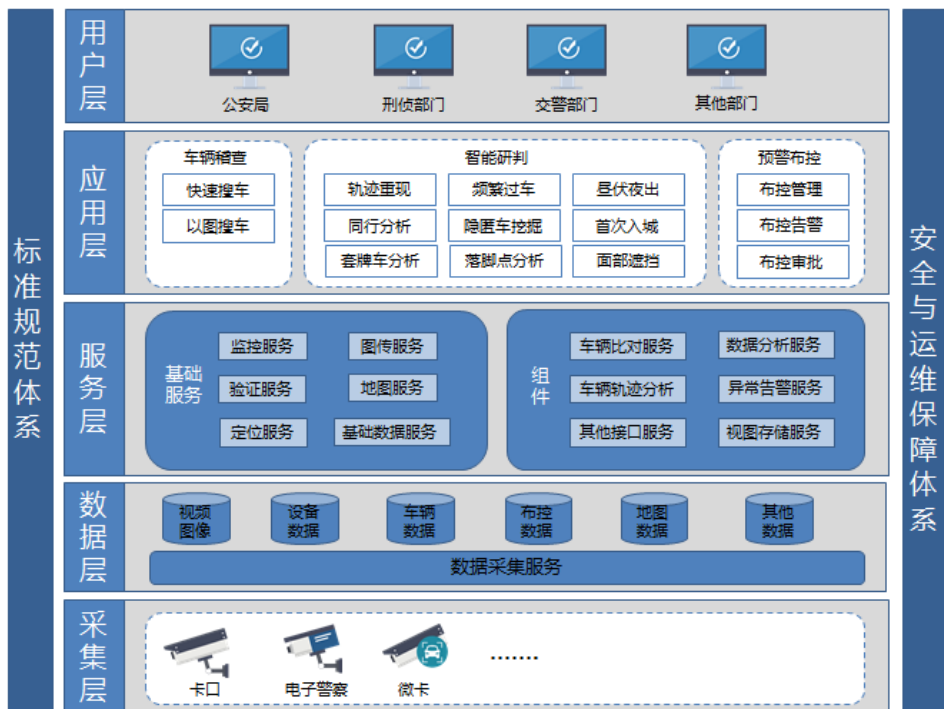 标准规范体系
用户层
公安局
刑侦部门
交警部门
其他部门
应用层
车辆稽查
快速搜车
以图搜车
智能研判
轨迹重现
频繁过车
昼伏夜出
同行分析
隐匿车挖掘
首次入城
套牌车分析
落脚点分析
面部遮挡
预警布控
布控管理
布控告警
布控审批
服务层
基础
服务
监控服务
图传服务
验证服务
地图服务
定位服务
基础数据服务
组
件
车辆比对服务
数据分析服务
车辆轨迹分析
异常告警服务
其他接口服务
视图存储服务
数据层
视频
图像
设备
数据
车辆
数据
布控
数据
地图
数据
其他
数据
数据采集服务
采集层
卡口
电子警察
微卡
.......
安全与运维保障体系